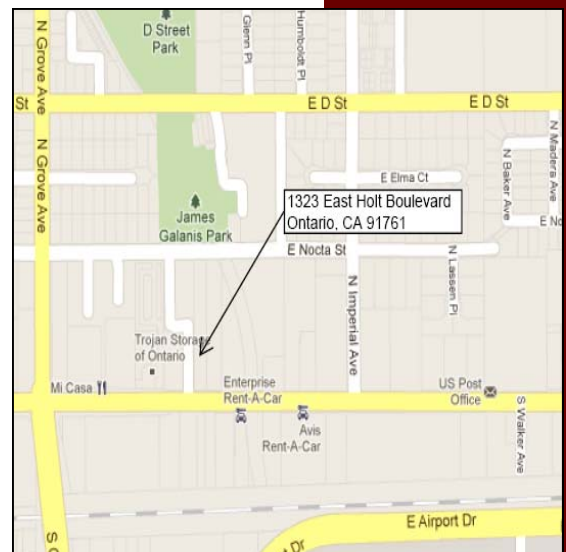 N Grove Ave
D Street
Park
Glenn Pl
Humboldt Pl
St
E D St
E D St
N Grove Ave
N Madera Ave
N Baker Ave
E Elma Ct
1323 East Holt Boulevard
Ontario, CA 91761
James
Galanis Park
E No
E Nocta St
N Imperial Ave
N Lassen Pl
Trojan Storage
of Ontario
Mi Casa
Enterprise
Rent-A-Car
US Post
Office
Avis
Rent-A-Car
S Walker Ave
E Airport Dr
S
Dr